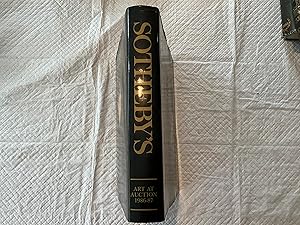 SOTHEBY'S
ART AT
AUCTION
1986-87